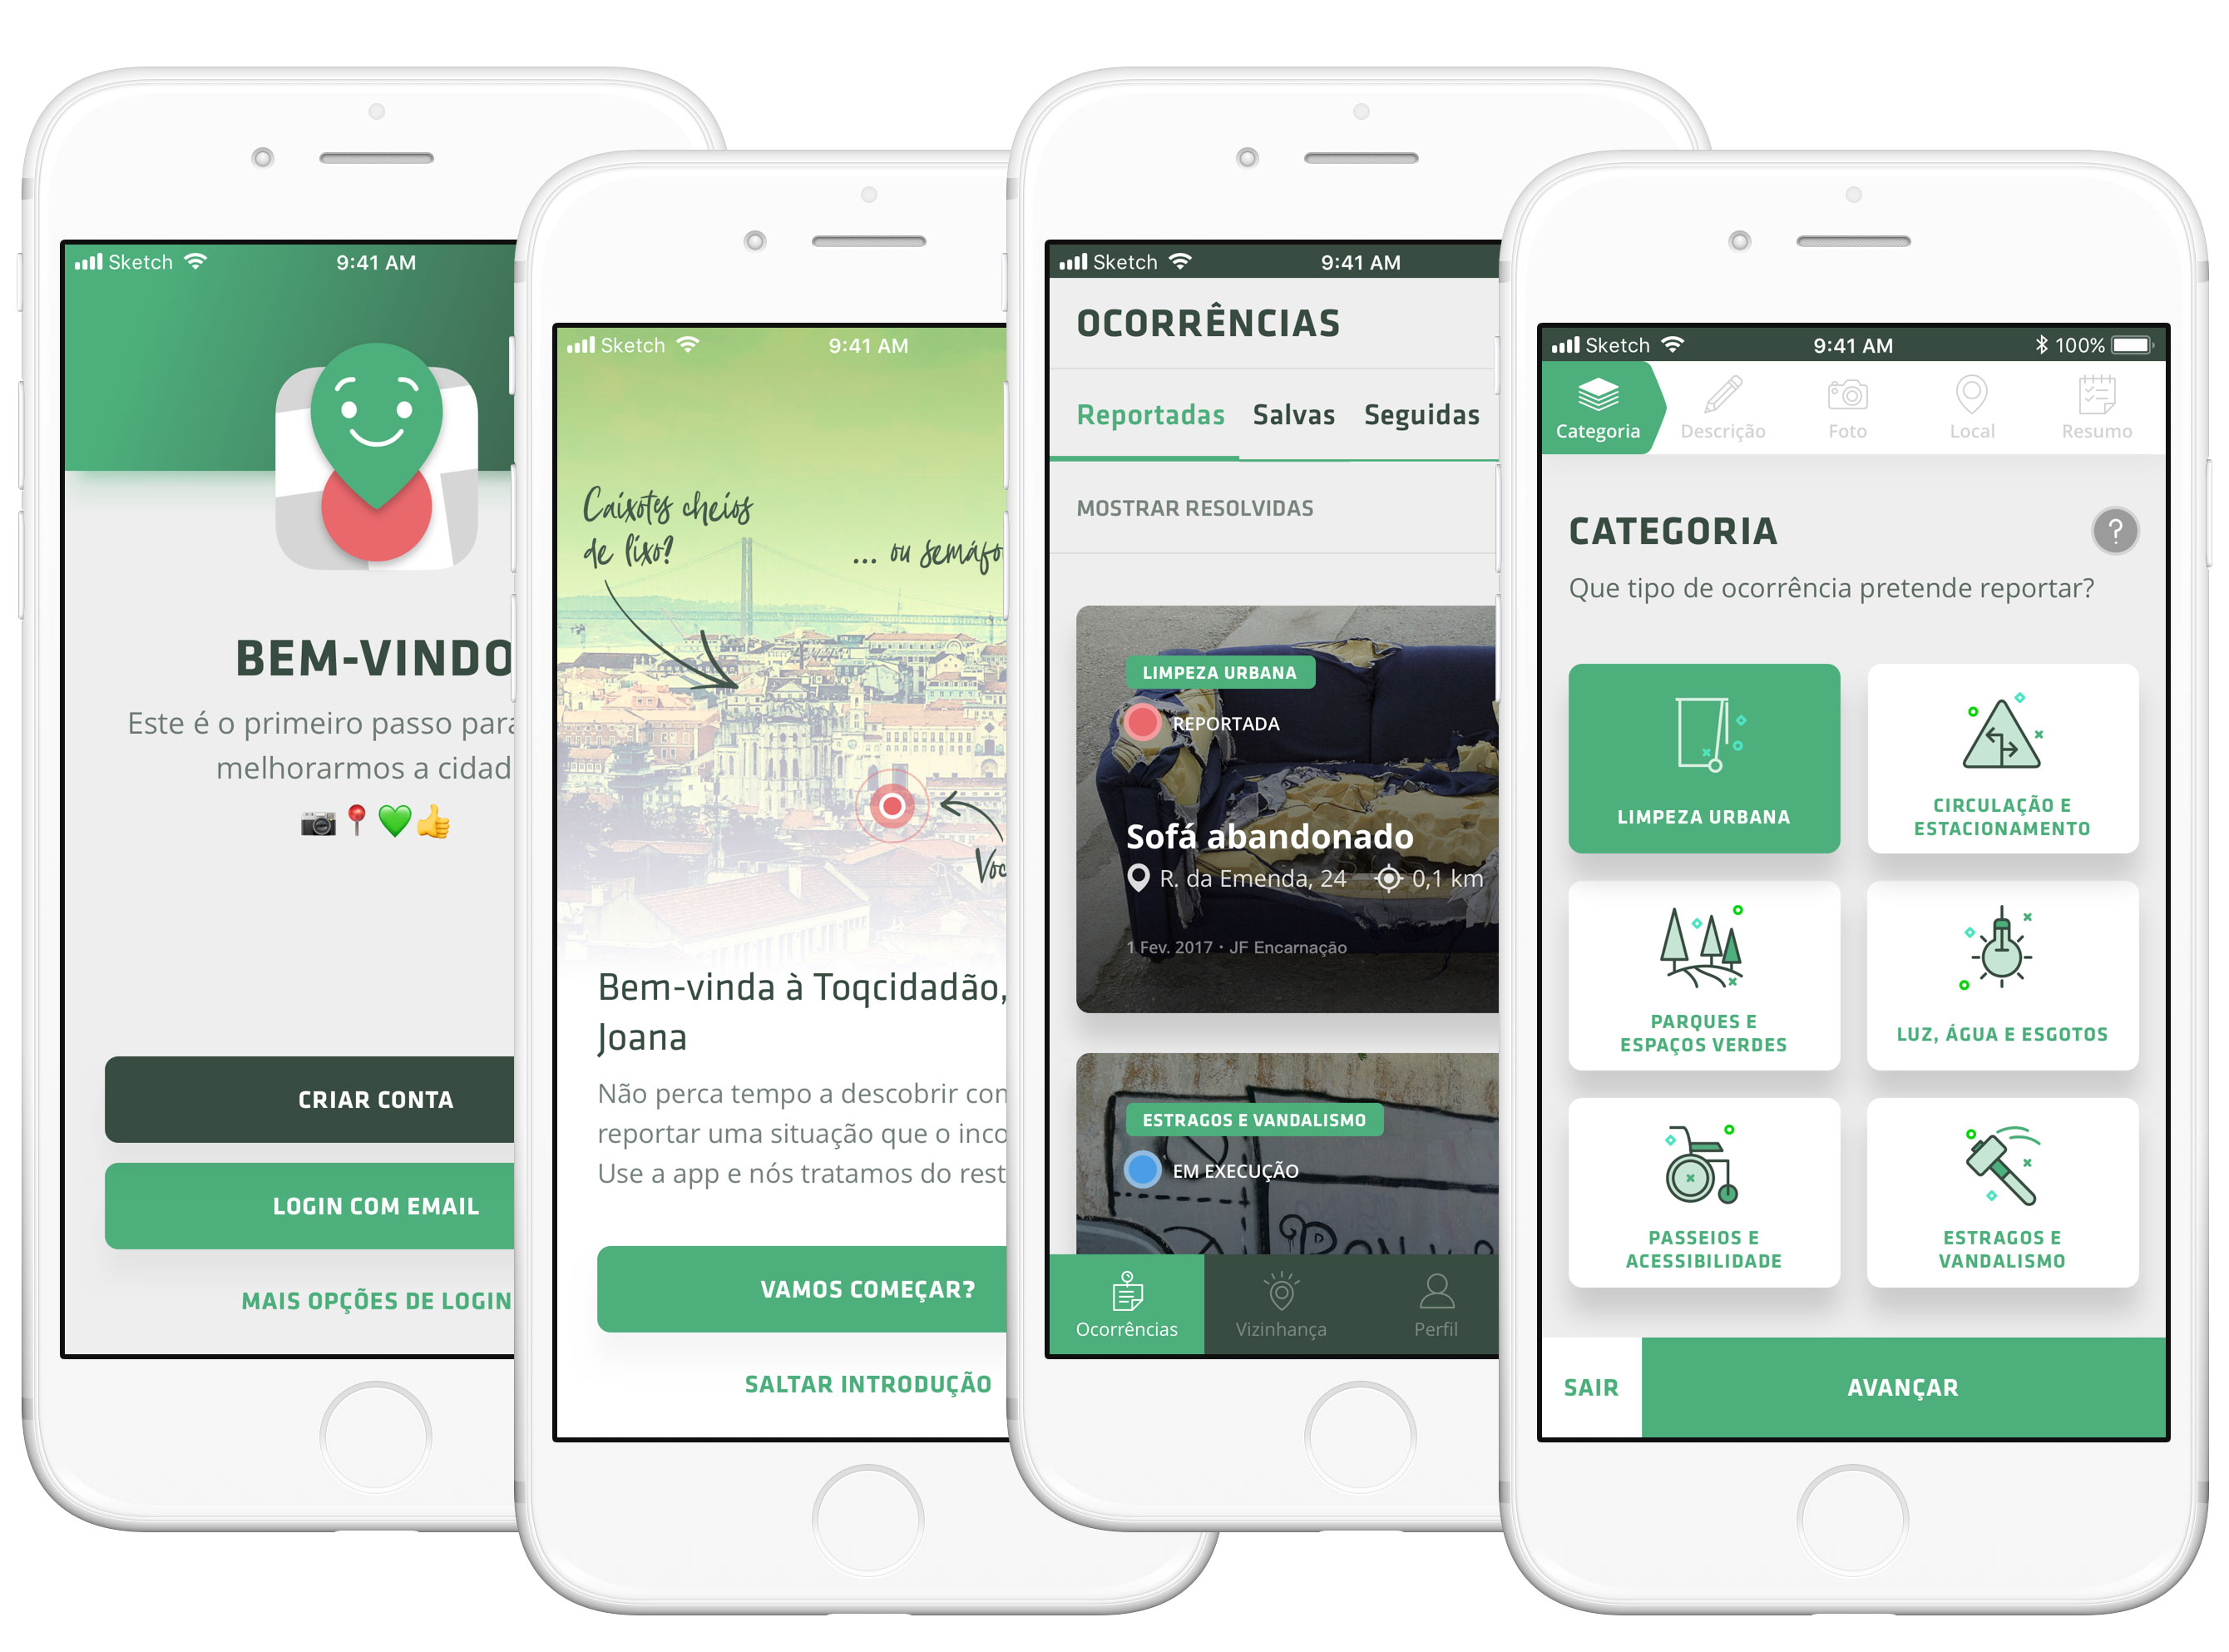 Sketch 9:41 AM
BEM-VINDO
Este é o primeiro passo para
melhorarmos a cidad
CRIAR CONTA
LOGIN COM EMAIL
MAIS OPÇÕES DE LOGIN
Sketch 9:41 AM
Caixotes cheios
de lixo?
... ou semáfo
Voc
Bem-vinda à Toqcidadão,
Joana
Não perca tempo a descobrir con
reportar uma situação que o inco
Use a app e nós tratamos do rest
VAMOS COMEÇAR?
SALTAR INTRODUÇÃO
Sketch 9:41 AM
OCORRÊNCIAS
Reportadas Salvas Seguidas
MOSTRAR RESOLVIDAS
LIMPEZA URBANA
REPORTADA
Sofá abandonado
R. da Emenda, 24 0,1 km
1 Fev. 2017 • JF Encarnação
ESTRAGOS E VANDALISMO
EM EXECUÇÃO
Ocorrências Vizinhança Perfil
Sketch 9:41 AM 100%
Categoria Descrição Foto Local Resumo
CATEGORIA
?
Que tipo de ocorrência pretende reportar?
LIMPEZA URBANA
CIRCULAÇÃO E
ESTACIONAMENTO
PARQUES E
ESPAÇOS VERDES
LUZ, ÁGUA E ESGOTOS
PASSEIOS E
ACESSIBILIDADE
ESTRAGOS E
VANDALISMO
SAIR AVANÇAR